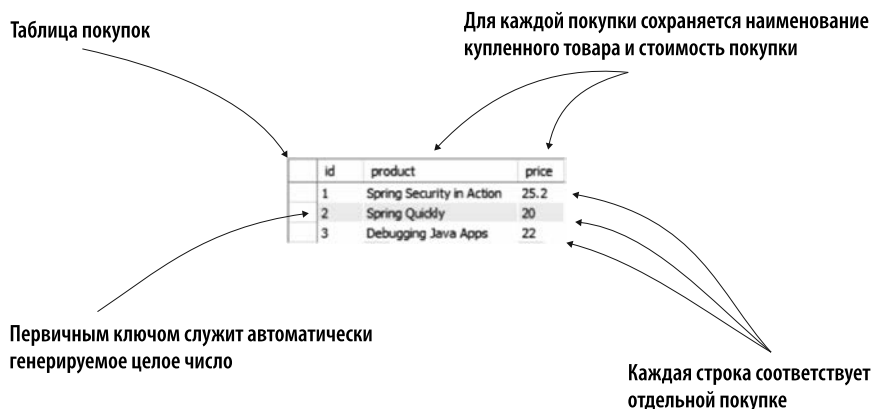 Таблица покупок
Для каждой покупки сохраняется наименование
купленного товара и стоимость покупки
id product price
1 Spring Security in Action 25.2
2 Spring Quickly 20
3 Debugging Java Apps 22
Первичным ключом служит автоматически
генерируемое целое число
Каждая строка соответствует
отдельной покупке